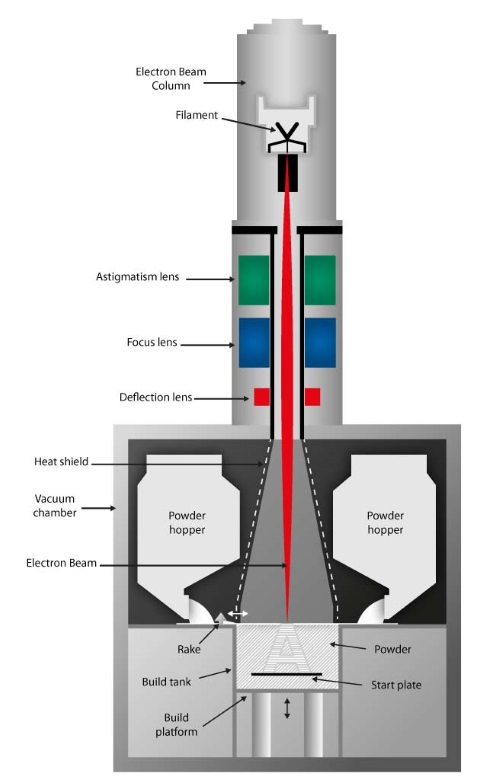 Electron Beam
Column
Filament
Astigmatism lens
Focus lens
Deflection lens
Heat shield
Vacuum
chamber
Powder
hopper
Powder
hopper
Electron Beam
Rake
Powder
Build tank
Start plate
Build
platform
A